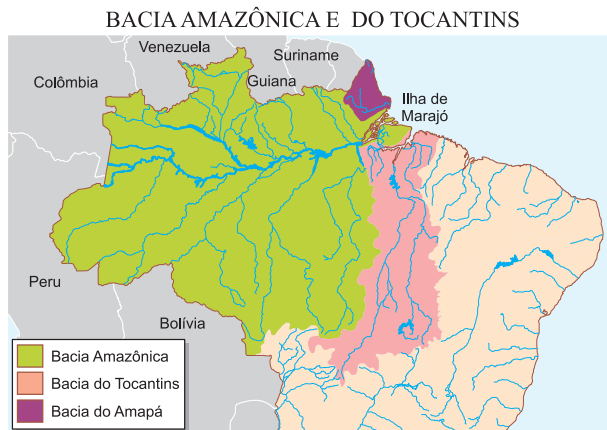 BACIA AMAZÔNICA E DO TOCANTINS
Venezuela
Suriname
Colômbia
Guiana
Ilha de
Marajó
Peru
Bolívia
Bacia Amazônica
Bacia do Tocantins
Bacia do Amapá